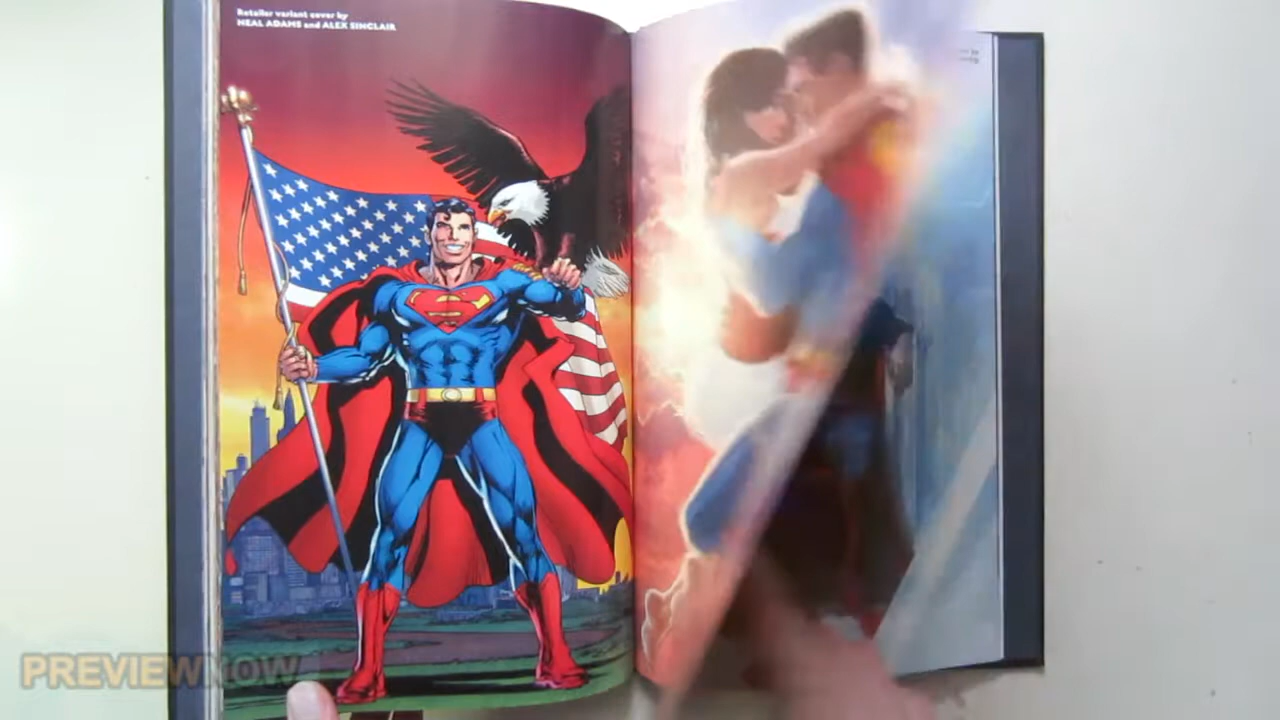 Retailer variant cover by
NEAL ADAMS and ALEX SINCLAIR
PREVIEWNOW